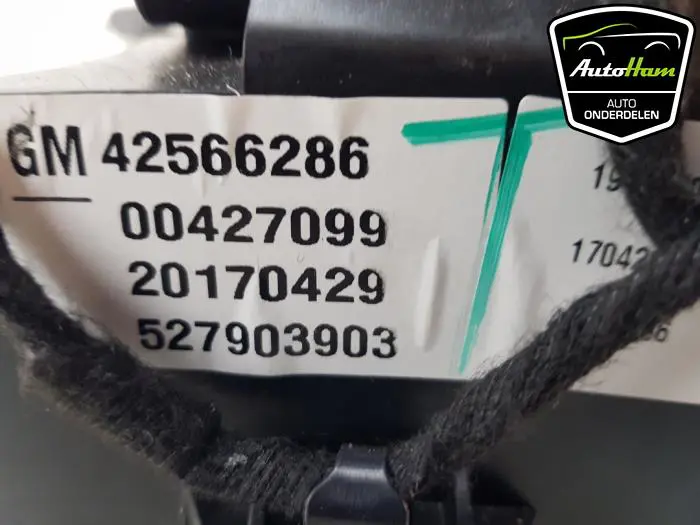 AutoHam
AUTO
ONDERDELEN
GM 42566286
00427099
20170429
527903903